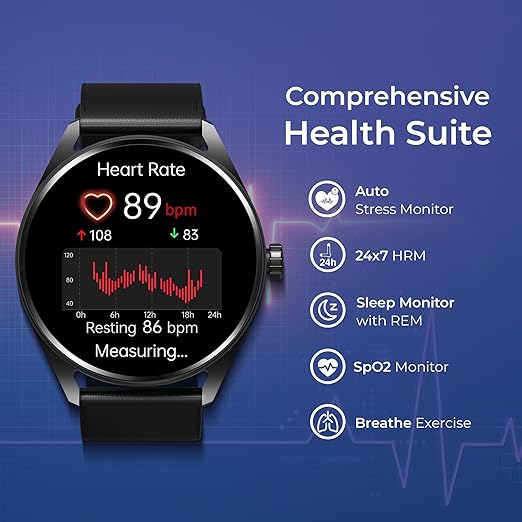 Comprehensive
Health Suite
Heart Rate
89 bpm
↑ 108 ↓ 83
120
80
40
0h 6h 12h 18h 24h
Resting 86 bpm
Measuring...
Auto
Stress Monitor
24h
24x7 HRM
Z
Sleep Monitor
with REM
SpO2 Monitor
Breathe Exercise